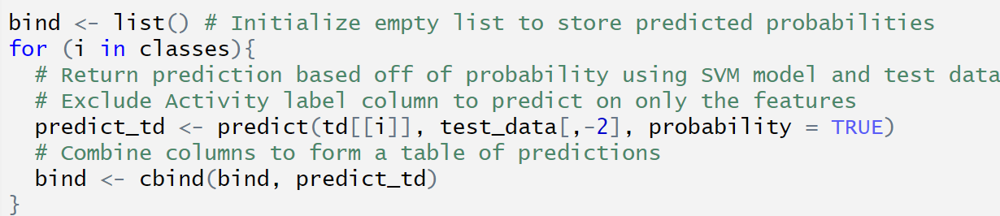 bind <- list() # Initialize empty list to store predicted probabilities
for (i in classes){
  # Return prediction based off of probability using SVM model and test data
  # Exclude Activity label column to predict on only the features
  predict_td <- predict(td[[i]], test_data[,-2], probability = TRUE)
  # Combine columns to form a table of predictions
  bind <- cbind(bind, predict_td)
}